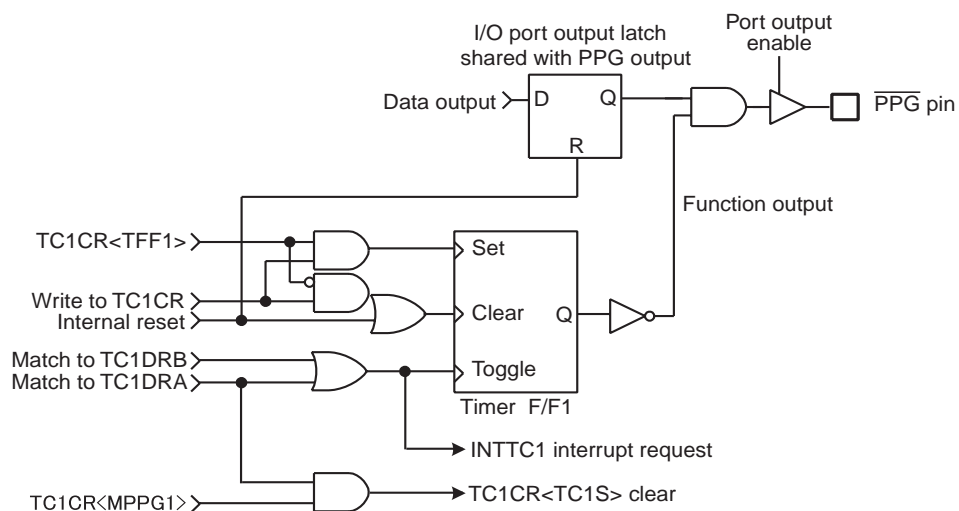 I/O port output latch
shared with PPG output
Port output
enable
Data output
D
Q
R
PPG pin
Function output
TC1CR<TFF1>
Set
Write to TC1CR
Internal reset
Clear
Q
Match to TC1DRB
Match to TC1DRA
Toggle
Timer F/F1
INTTC1 interrupt request
TC1CR<MPPG1>
TC1CR<TC1S> clear